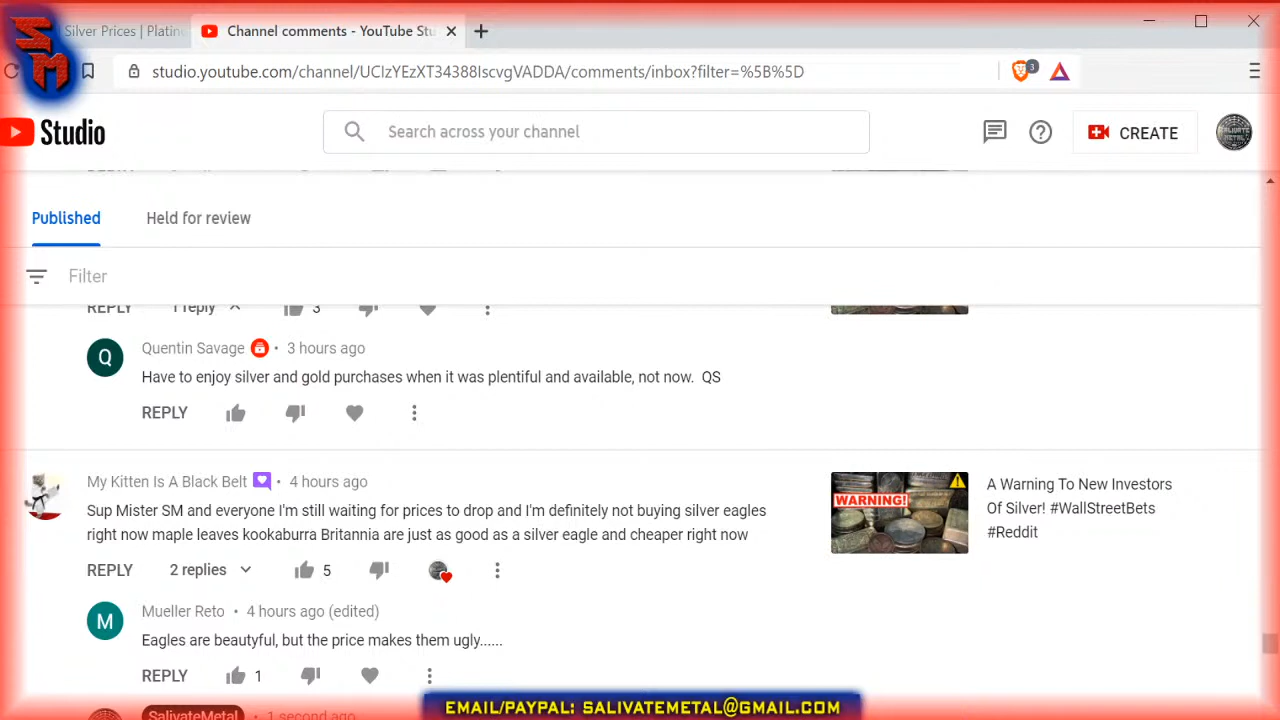 SM
Silver Prices | Platin
Channel comments - YouTube Stu
studio.youtube.com/channel/UCIzYEzXT34388IscvgVADDA/comments/inbox?filter=%5B%5D
3
Studio
Search across your channel
CREATE
Published
Held for review
Filter
REPLY 1 reply 3
Q
Quentin Savage • 3 hours ago
Have to enjoy silver and gold purchases when it was plentiful and available, not now. QS
REPLY
My Kitten Is A Black Belt • 4 hours ago
Sup Mister SM and everyone I'm still waiting for prices to drop and I'm definitely not buying silver eagles
right now maple leaves kookaburra Britannia are just as good as a silver eagle and cheaper right now
WARNING!
A Warning To New Investors
Of Silver! #WallStreetBets
#Reddit
REPLY 2 replies 5
M
Mueller Reto • 4 hours ago (edited)
Eagles are beautyful, but the price makes them ugly......
REPLY 1
SalivateMetal • 1 second ago
EMAIL/PAYPAL: SALIVATEMETAL@GMAIL.COM